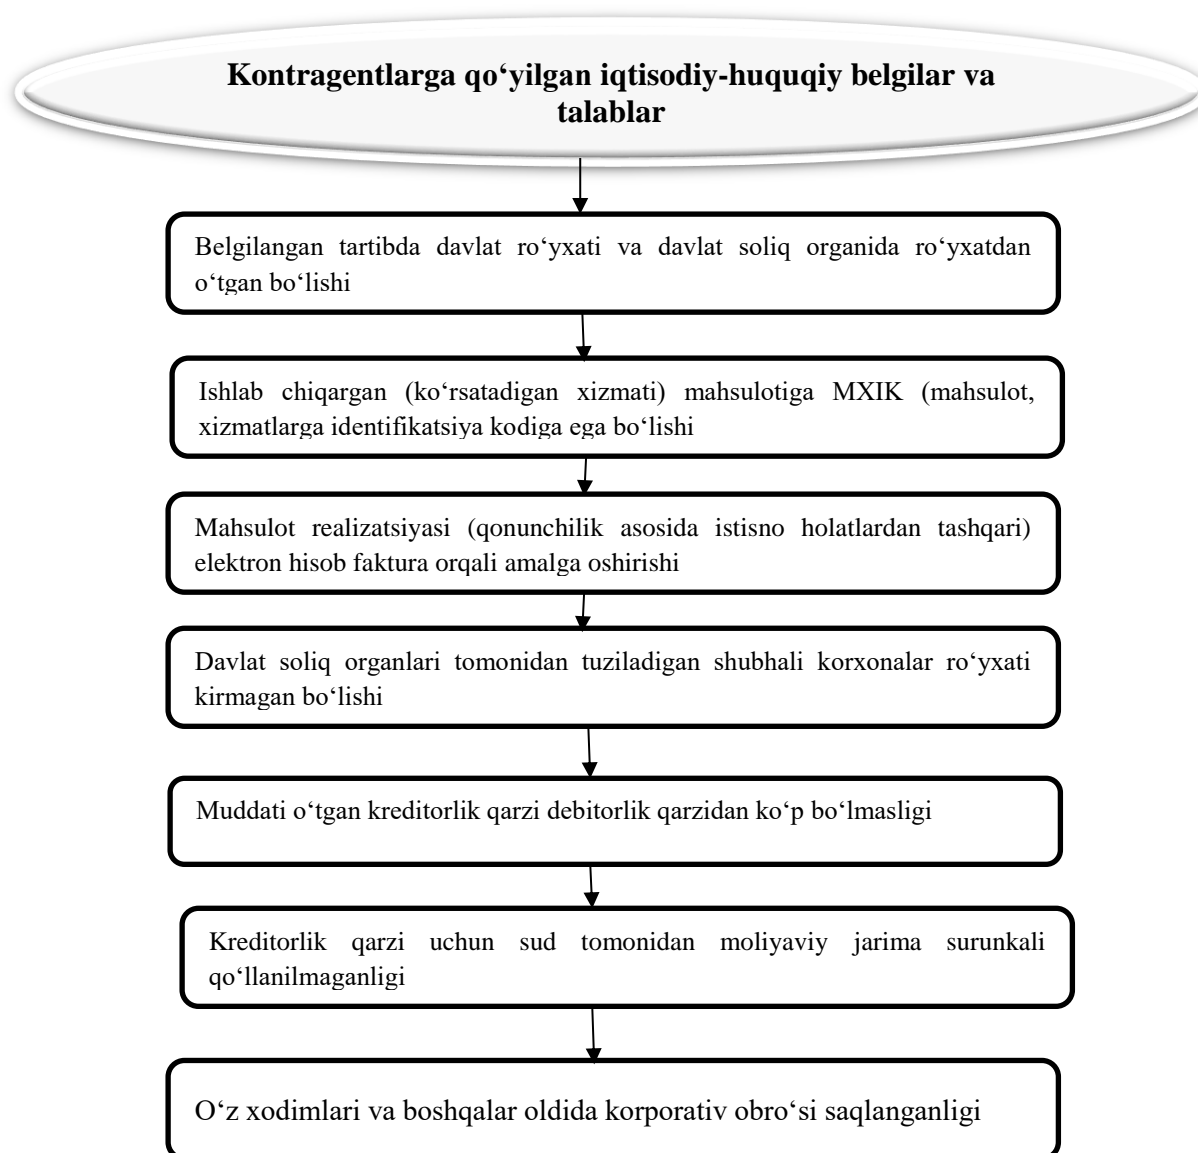 Kontragentlarga qo‘yilgan iqtisodiy-huquqiy belgilar va
talablar
Belgilangan tartibda davlat ro‘yxati va davlat soliq organida ro‘yxatdan
o‘tgan bo‘lishi
Ishlab chiqargan (ko‘rsatadigan xizmati) mahsulotiga MXIK (mahsulot,
xizmatlarga identifikatsiya kodiga ega bo‘lishi
Mahsulot realizatsiyasi (qonunchilik asosida istisno holatlardan tashqari)
elektron hisob faktura orqali amalga oshirishi
Davlat soliq organlari tomonidan tuziladigan shubhali korxonalar ro‘yxati
kirmagan bo‘lishi
Muddati o‘tgan kreditorlik qarzi debitorlik qarzidan ko‘p bo‘lmasligi
Kreditorlik qarzi uchun sud tomonidan moliyaviy jarima surunkali
qo‘llanilmaganligi
O‘z xodimlari va boshqalar oldida korporativ obro‘si saqlanganligi